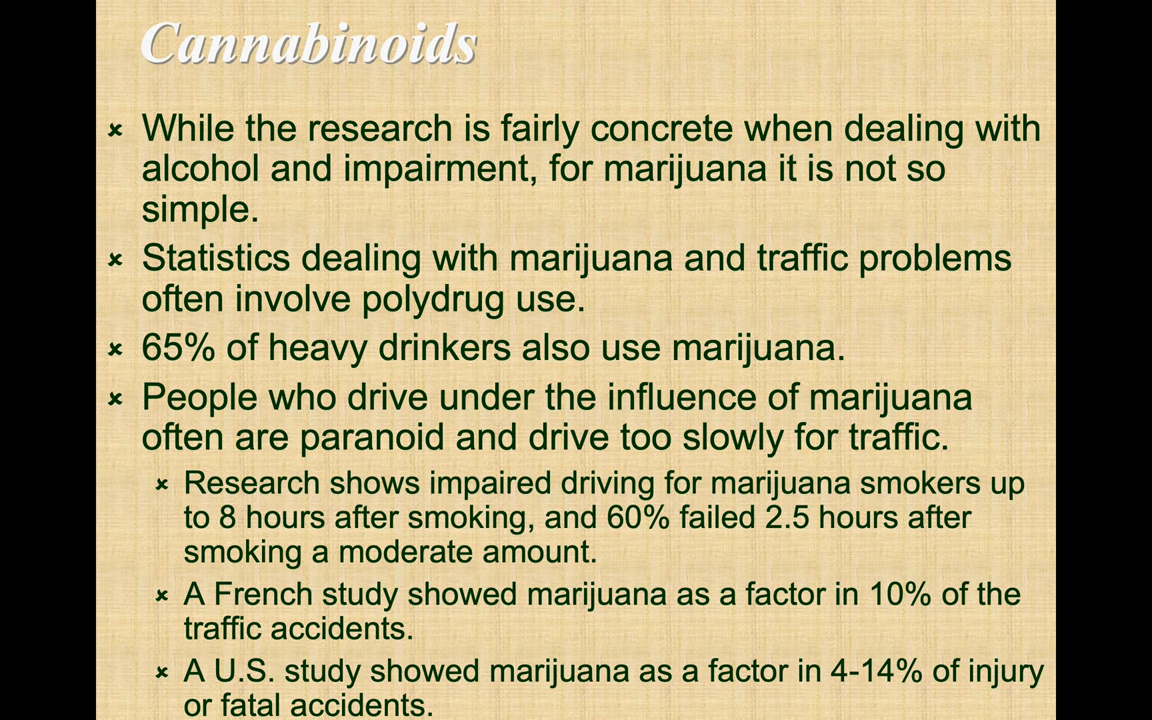 Cannabinoids
While the research is fairly concrete when dealing with
alcohol and impairment, for marijuana it is not so
simple.
Statistics dealing with marijuana and traffic problems
often involve polydrug use.
65% of heavy drinkers also use marijuana.
People who drive under the influence of marijuana
often are paranoid and drive too slowly for traffic.
Research shows impaired driving for marijuana smokers up
to 8 hours after smoking, and 60% failed 2.5 hours after
smoking a moderate amount.
A French study showed marijuana as a factor in 10% of the
traffic accidents.
A U.S. study showed marijuana as a factor in 4-14% of injury
or fatal accidents.